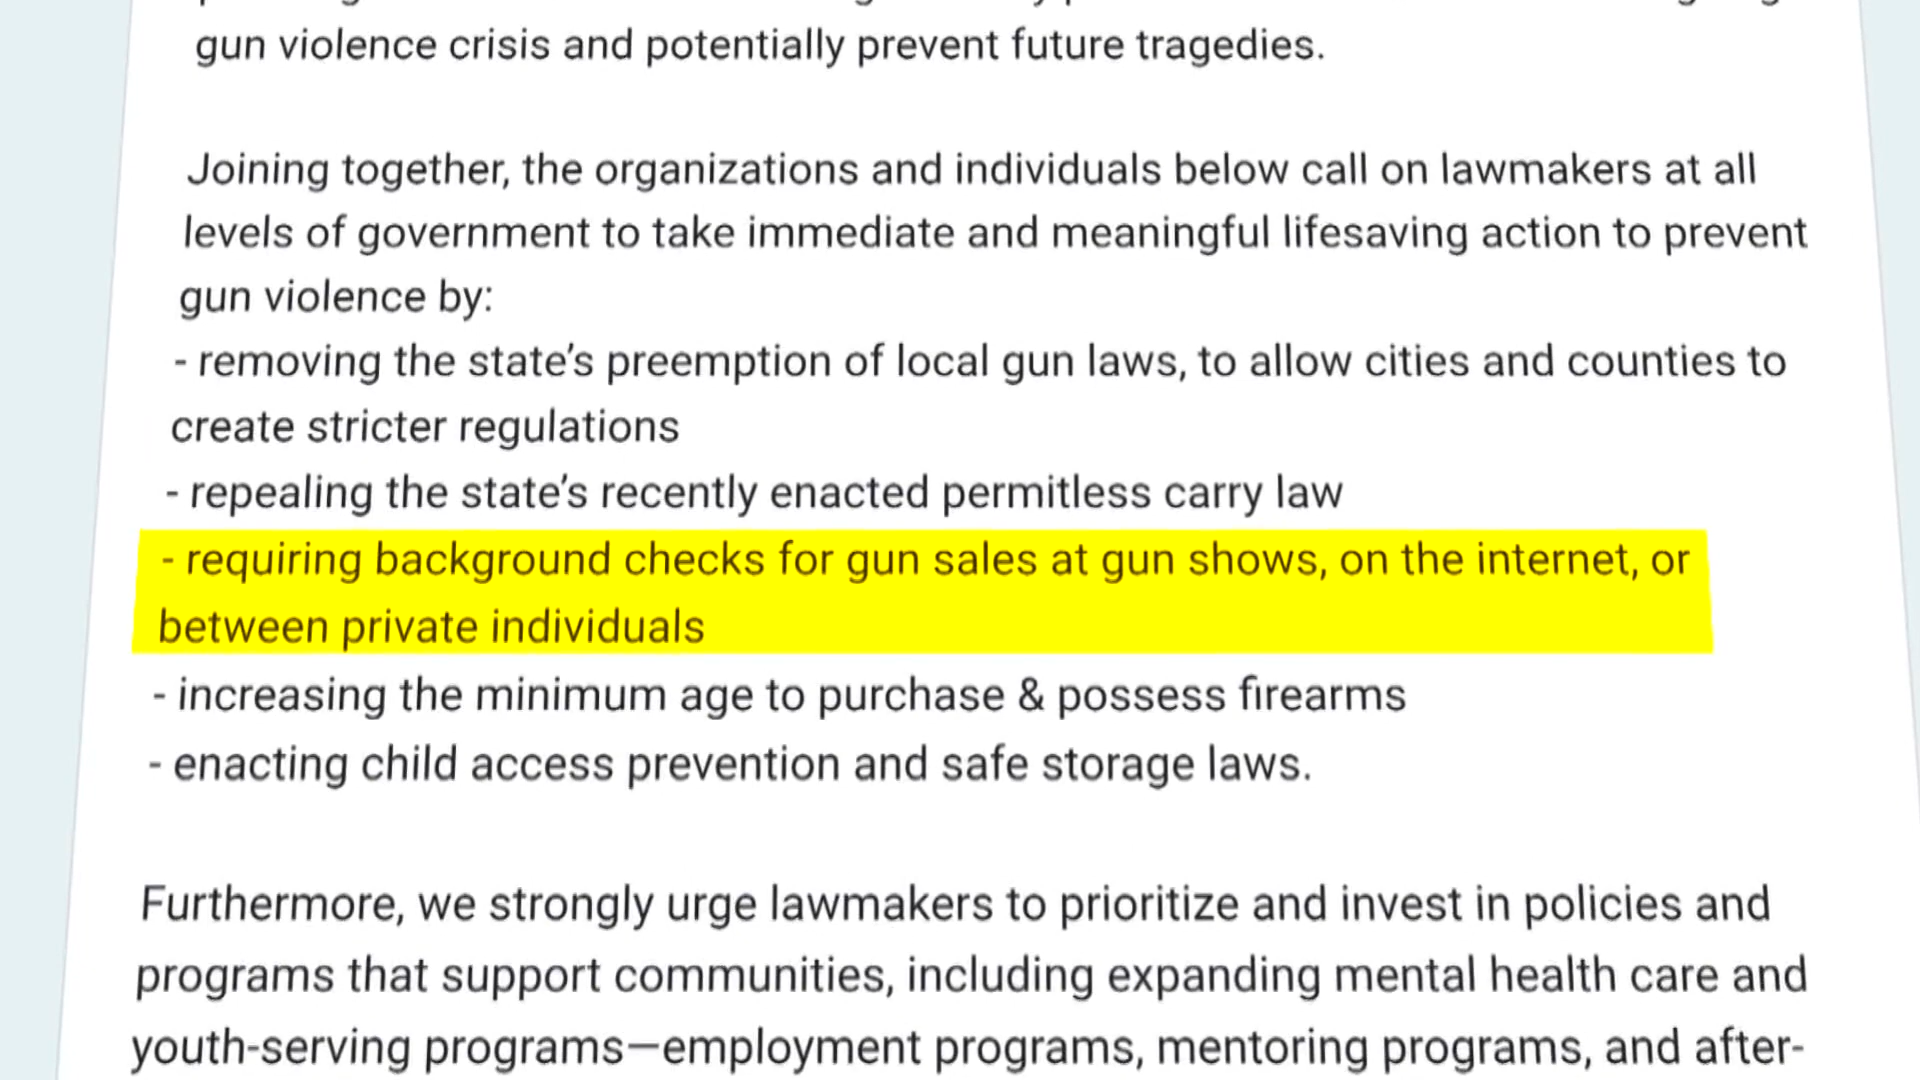 gun violence crisis and potentially prevent future tragedies.
Joining together, the organizations and individuals below call on lawmakers at all
levels of government to take immediate and meaningful lifesaving action to prevent
gun violence by:
- removing the state’s preemption of local gun laws, to allow cities and counties to
create stricter regulations
- repealing the state’s recently enacted permitless carry law
- requiring background checks for gun sales at gun shows, on the internet, or
between private individuals
- increasing the minimum age to purchase & possess firearms
- enacting child access prevention and safe storage laws.
Furthermore, we strongly urge lawmakers to prioritize and invest in policies and
programs that support communities, including expanding mental health care and
youth-serving programs—employment programs, mentoring programs, and after-